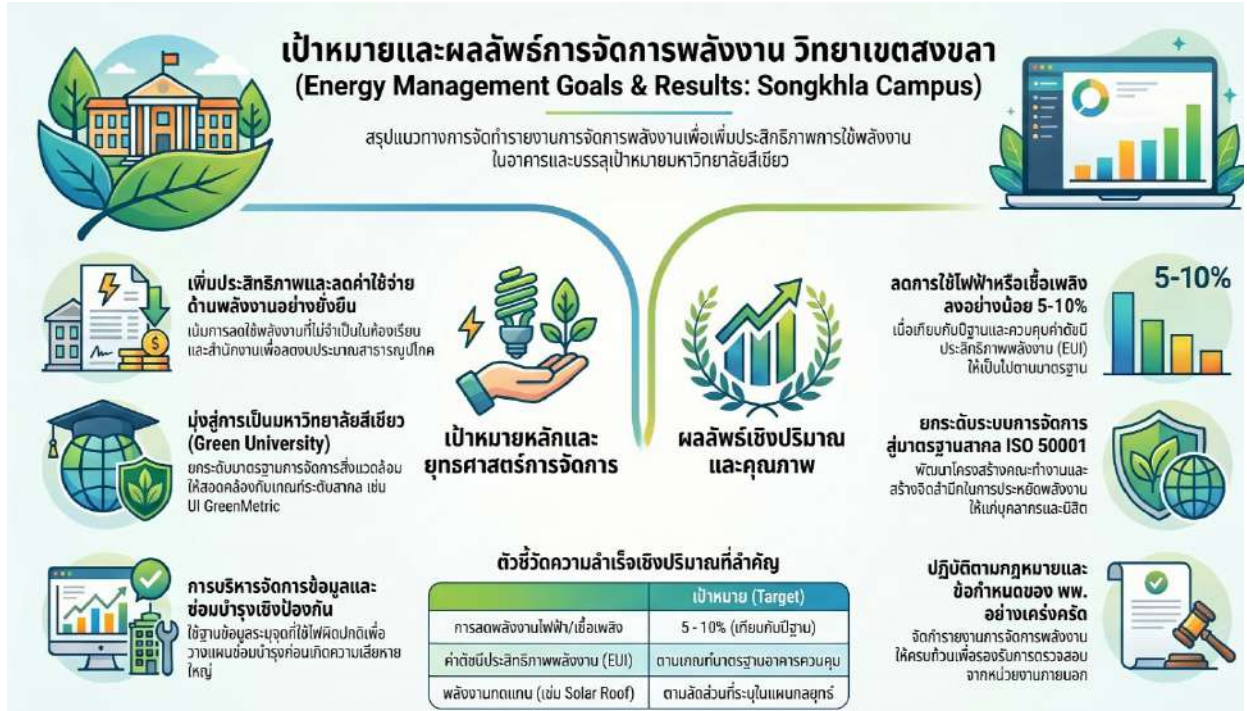 เป้าหมายและผลลัพธ์การจัดการพลังงาน วิทยาเขตสงขลา
(Energy Management Goals & Results: Songkhla Campus)
สรุปแนวทางการจัดทำรายงานการจัดการพลังงานเพื่อเพิ่มประสิทธิภาพการใช้พลังงาน
ในอาคารและบรรลุเป้าหมายมหาวิทยาลัยสีเขียว
เพิ่มประสิทธิภาพและลดค่าใช้จ่าย
ด้านพลังงานอย่างยั่งยืน
เน้นการลดใช้พลังงานที่ไม่จำเป็นในห้องเรียน
และสำนักงานเพื่อลดงบประมาณสาธารณูปโภค
มุ่งสู่การเป็นมหาวิทยาลัยสีเขียว
(Green University)
ยกระดับมาตรฐานการจัดการสิ่งแวดล้อม
ให้สอดคล้องกับเกณฑ์ระดับสากล เช่น
UI GreenMetric
การบริหารจัดการข้อมูลและ
ซ่อมบำรุงเชิงป้องกัน
ใช้ฐานข้อมูลระบุจุดที่ใช้ไฟผิดปกติเพื่อ
วางแผนซ่อมบำรุงก่อนเกิดความเสียหาย
ใหญ่
เป้าหมายหลักและ
ยุทธศาสตร์การจัดการ
ผลลัพธ์เชิงปริมาณ
และคุณภาพ
ลดการใช้ไฟฟ้าหรือเชื้อเพลิง
ลงอย่างน้อย 5-10%
เมื่อเทียบกับปีฐานและควบคุมค่าดัชนี
ประสิทธิภาพพลังงาน (EUI)
ให้เป็นไปตามมาตรฐาน
5-10%
ยกระดับระบบการจัดการ
สู่มาตรฐานสากล ISO 50001
พัฒนาโครงสร้างคณะทำงานและ
สร้างจิตสำนึกในการประหยัดพลังงาน
ให้แก่บุคลากรและนิสิต
ปฏิบัติตามกฎหมายและ
ข้อกำหนดของ พพ.
อย่างเคร่งครัด
จัดทำรายงานการจัดการพลังงาน
ให้ครบถ้วนเพื่อรองรับการตรวจสอบ
จากหน่วยงานภายนอก
ตัวชี้วัดความสำเร็จเชิงปริมาณที่สำคัญ
เป้าหมาย (Target)
การลดพลังงานไฟฟ้า/เชื้อเพลิง 5 - 10% (เทียบกับปีฐาน)
ค่าดัชนีประสิทธิภาพพลังงาน (EUI) ตามเกณฑ์มาตรฐานอาคารควบคุม
พลังงานทดแทน (เช่น Solar Roof) ตามสัดส่วนที่ระบุในแผนกลยุทธ์